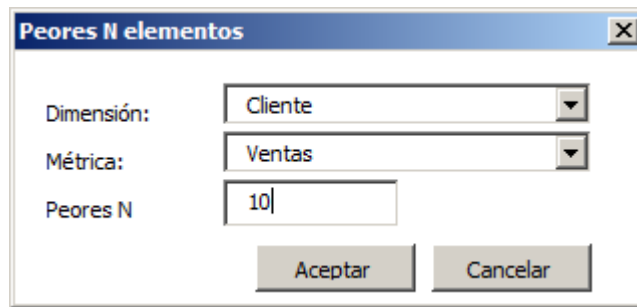 Peores N elementos
Dimensión: Cliente
Métrica: Ventas
Peores N 10
Aceptar Cancelar